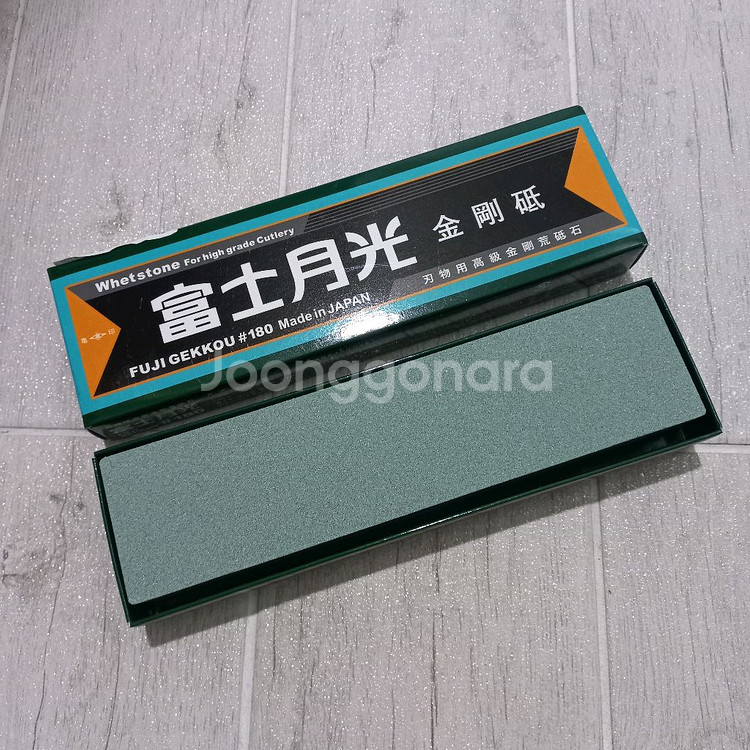 Whetstone For high grade Cutlery
富士月光 金剛砥
FUJI GEKKOU #180 Made in JAPAN
刃物用高級金剛荒砥石
Joonggonara